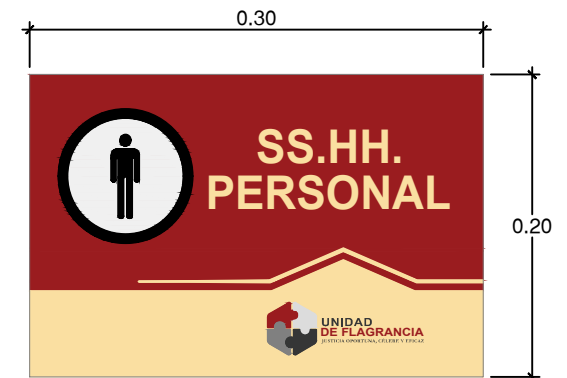 0.30
SS.HH.
PERSONAL
0.20
UNIDAD
DE FLAGRANCIA
JUSTICIA OPORTUNA, CÉLERE Y EFICAZ